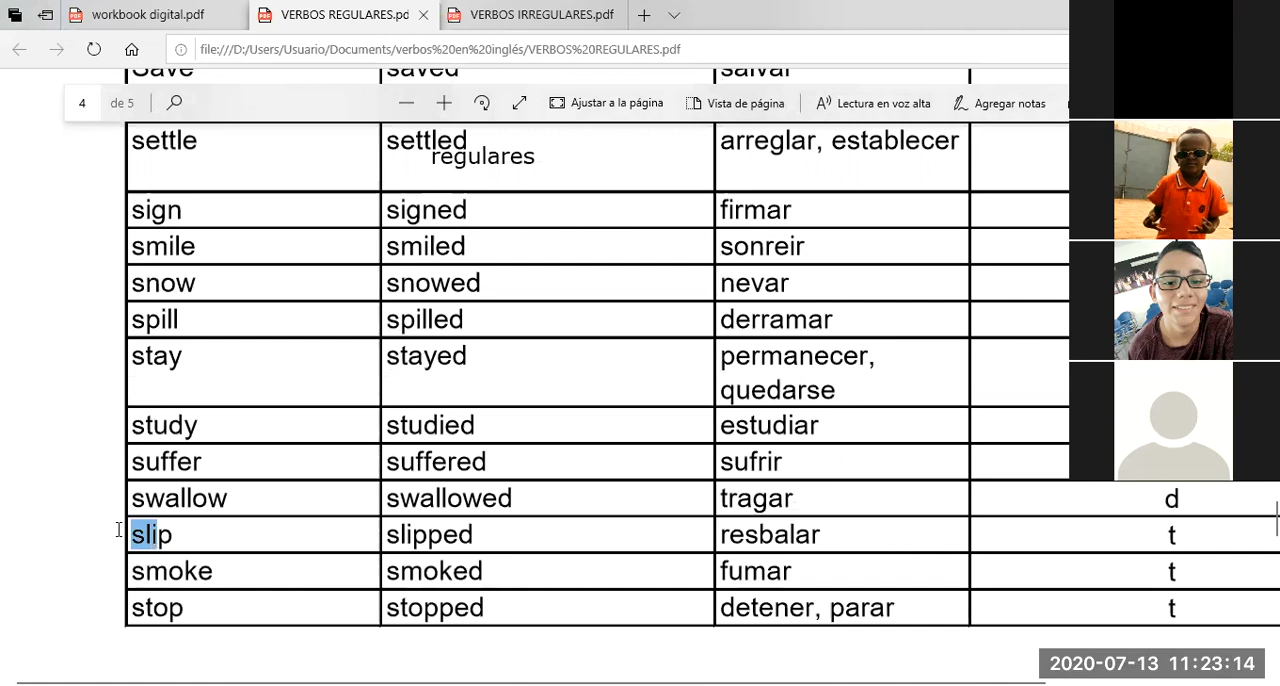 workbook digital.pdf
VERBOS REGULARES.pd
VERBOS IRREGULARES.pdf
file:///D:/Users/Usuario/Documents/verbos%20en%20inglés/VERBOS%20REGULARES.pdf
Save saved salvar
4 de 5 Ajustar a la página Vista de página Lectura en voz alta Agregar notas
settle settled arreglar, establecer
regulares
sign signed firmar
smile smiled sonreir
snow snowed nevar
spill spilled derramar
stay stayed permanecer,
quedarse
study studied estudiar
suffer suffered sufrir
swallow swallowed tragar d
slip slipped resbalar t
smoke smoked fumar t
stop stopped detener, parar t
2020-07-13 11:23:14